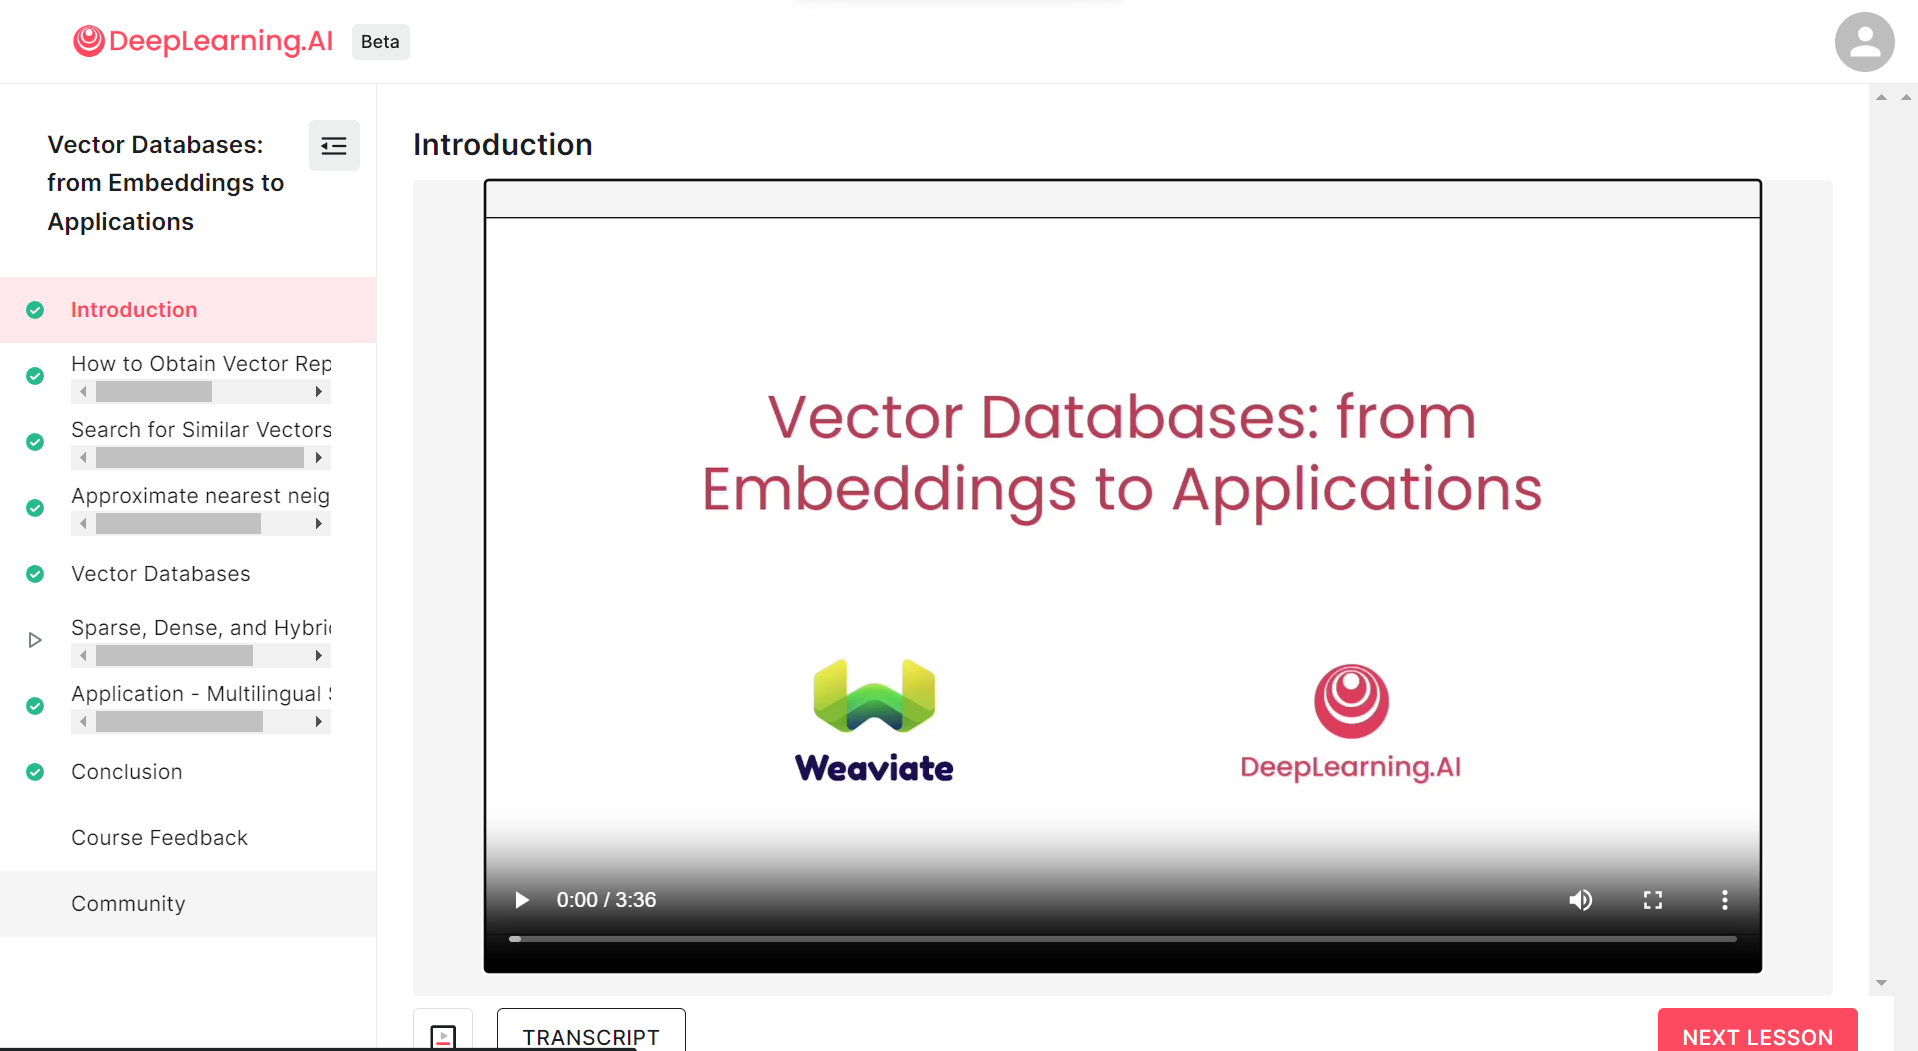 DeepLearning.AI
Beta
Vector Databases:
from Embeddings to
Applications
Introduction
How to Obtain Vector Rep
Search for Similar Vectors
Approximate nearest neig
Vector Databases
Sparse, Dense, and Hybri
Application - Multilingual
Conclusion
Course Feedback
Community
Introduction
Vector Databases: from
Embeddings to Applications
Weaviate
DeepLearning.AI
0:00 / 3:36
TRANSCRIPT
NEXT LESSON